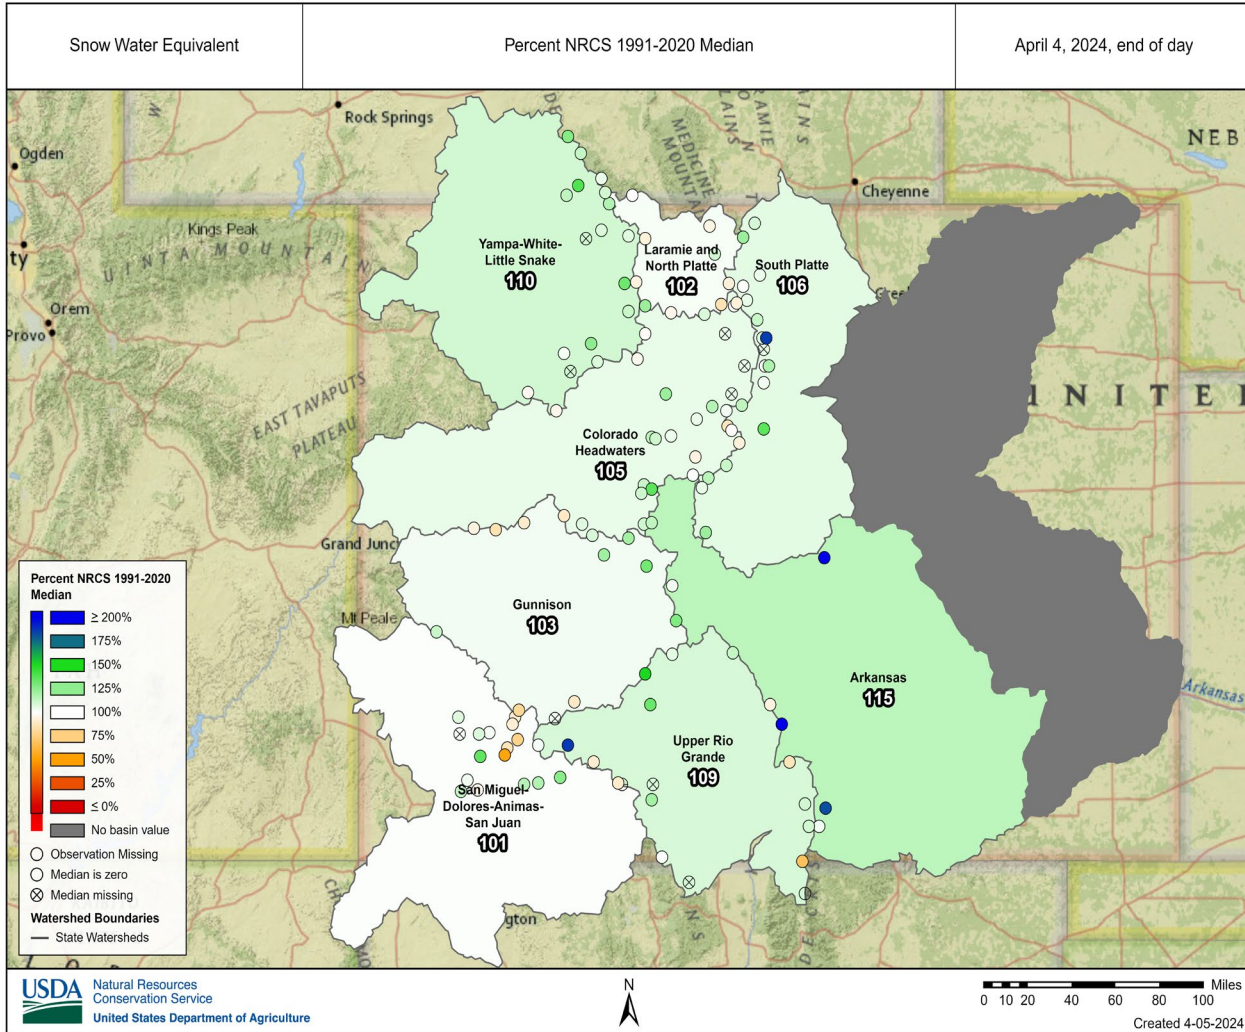 Snow Water Equivalent
Percent NRCS 1991-2020 Median
April 4, 2024, end of day
Rock Springs
Ogden
NEB
Cheyenne
MEDICINE
MOUNTA
Kings Peak
UINTA MOUNTAIN
ty
Yampa-White-
Little Snake
110
Laramie and
North Platte
102
South Platte
106
Orem
Provo
EAST TAVAPUTS
PLATEAU
UNITE
Colorado
Headwaters
105
Grand Junc
Mt Peale
Gunnison
103
Arkansas
115
Arkansas
Upper Rio
Grande
109
San Miguel-
Dolores-Animas-
San Juan
101
gton
Percent NRCS 1991-2020
Median
≥ 200%
175%
150%
125%
100%
75%
50%
25%
≤ 0%
No basin value
Observation Missing
Median is zero
Median missing
Watershed Boundaries
State Watersheds
USDA
Natural Resources
Conservation Service
United States Department of Agriculture
N
Miles
0 10 20 40 60 80 100
Created 4-05-2024